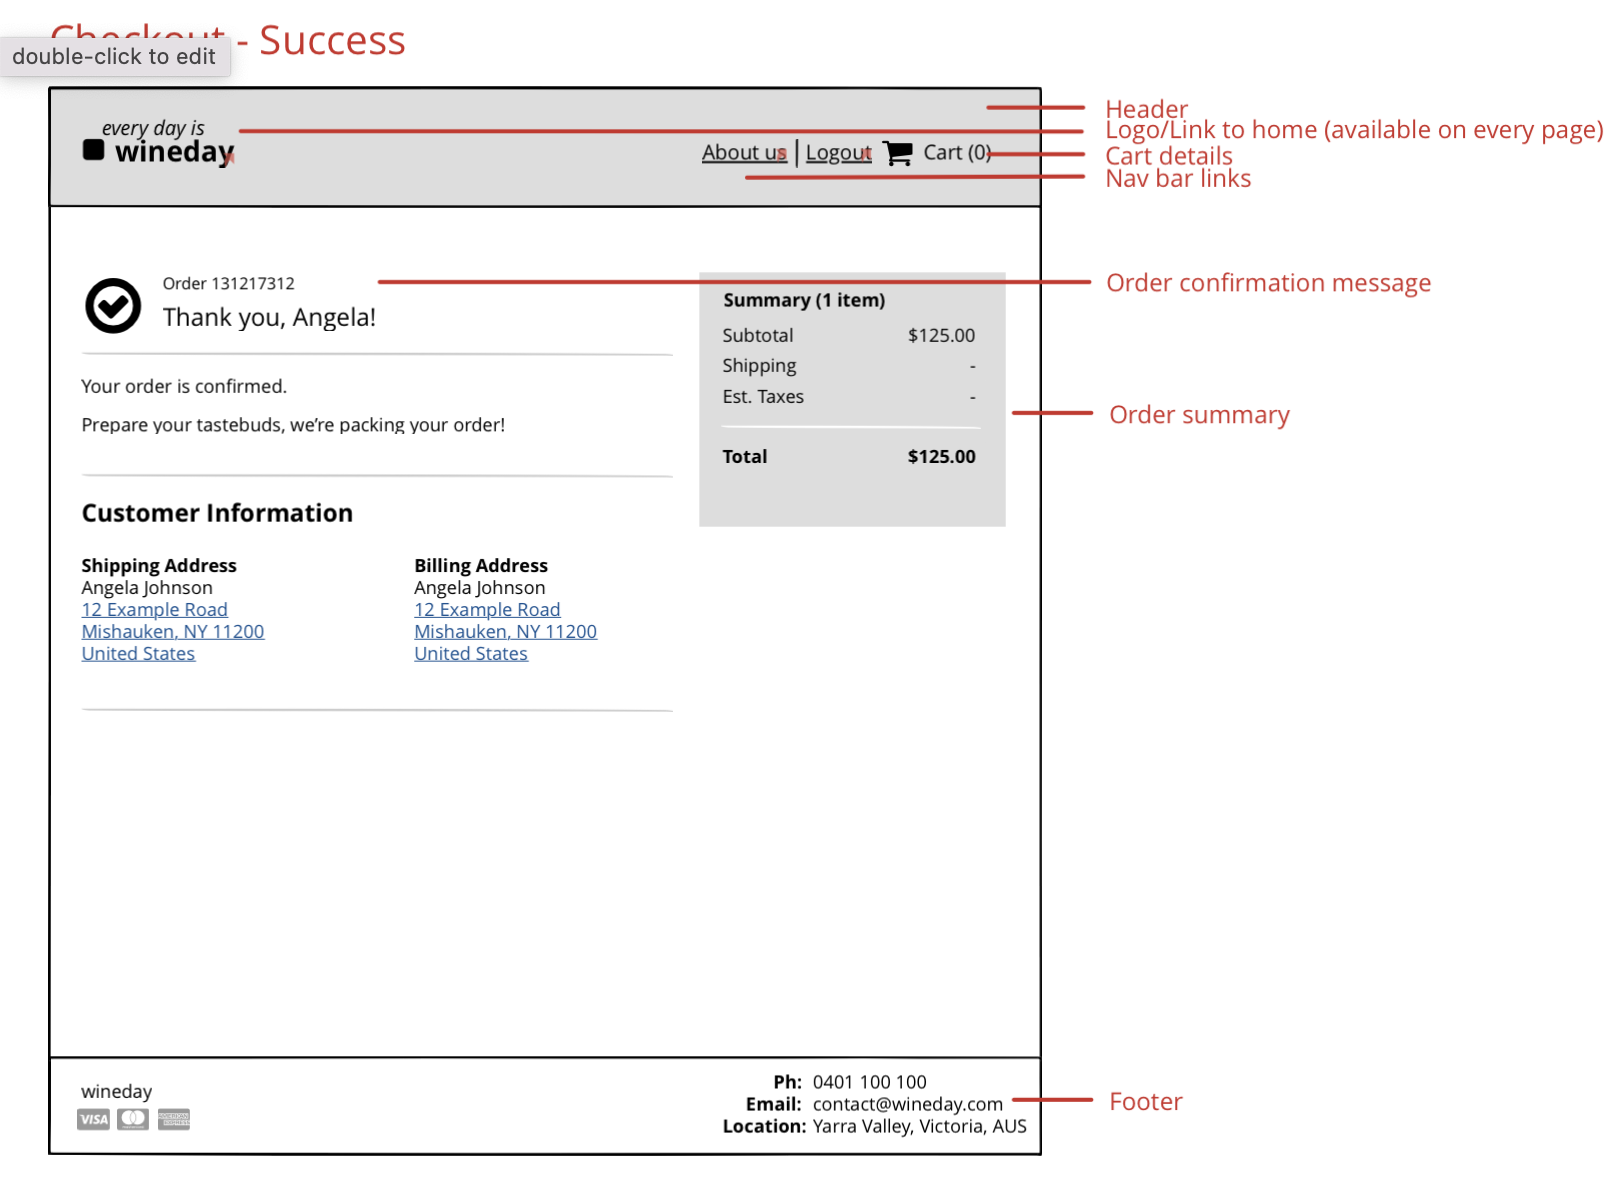 Checkout - Success
double-click to edit
every day is
wineday
About us | Logout Cart (0)
Header
Logo/Link to home (available on every page)
Cart details
Nav bar links
Order 131217312
Thank you, Angela!
Order confirmation message
Your order is confirmed.
Prepare your tastebuds, we're packing your order!
Summary (1 item)
Subtotal $125.00
Shipping -
Est. Taxes -
Total $125.00
Order summary
Customer Information
Shipping Address
Angela Johnson
12 Example Road
Mishauken, NY 11200
United States
Billing Address
Angela Johnson
12 Example Road
Mishauken, NY 11200
United States
wineday
VISA
AMERICAN EXPRESS
Ph: 0401 100 100
Email: contact@wineday.com
Location: Yarra Valley, Victoria, AUS
Footer